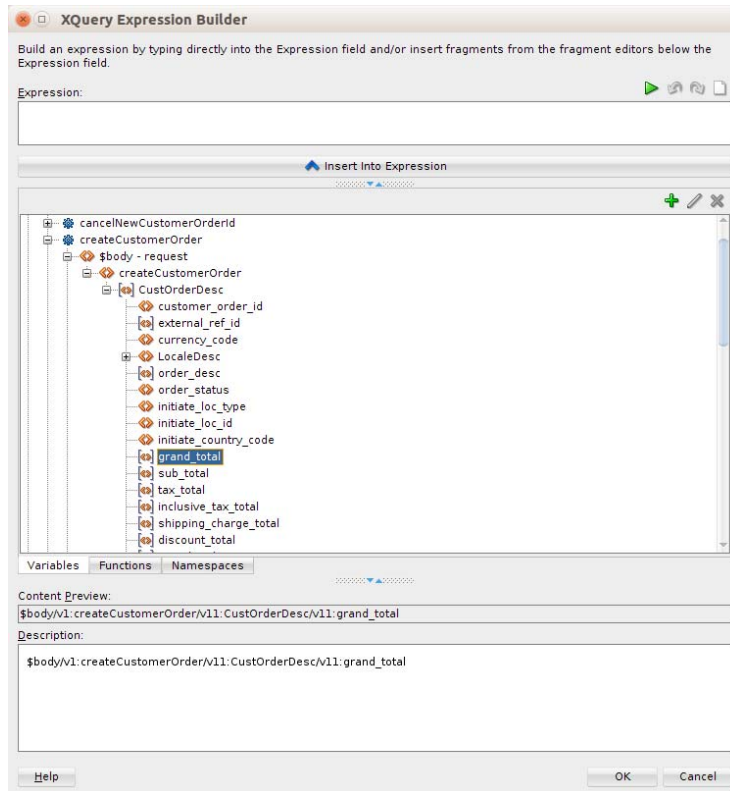 XQuery Expression Builder
Build an expression by typing directly into the Expression field and/or insert fragments from the fragment editors below the
Expression field.
Expression:
Insert Into Expression
cancelNewCustomerOrderId
createCustomerOrder
$body - request
createCustomerOrder
CustOrderDesc
customer_order_id
external_ref_id
currency_code
LocaleDesc
order_desc
order_status
initiate_loc_type
initiate_loc_id
initiate_country_code
grand_total
sub_total
tax_total
inclusive_tax_total
shipping_charge_total
discount_total
Variables Functions Namespaces
Content Preview:
$body/v1:createCustomerOrder/v11:CustOrderDesc/v11:grand_total
Description:
$body/v1:createCustomerOrder/v11:CustOrderDesc/v11:grand_total
Help OK Cancel